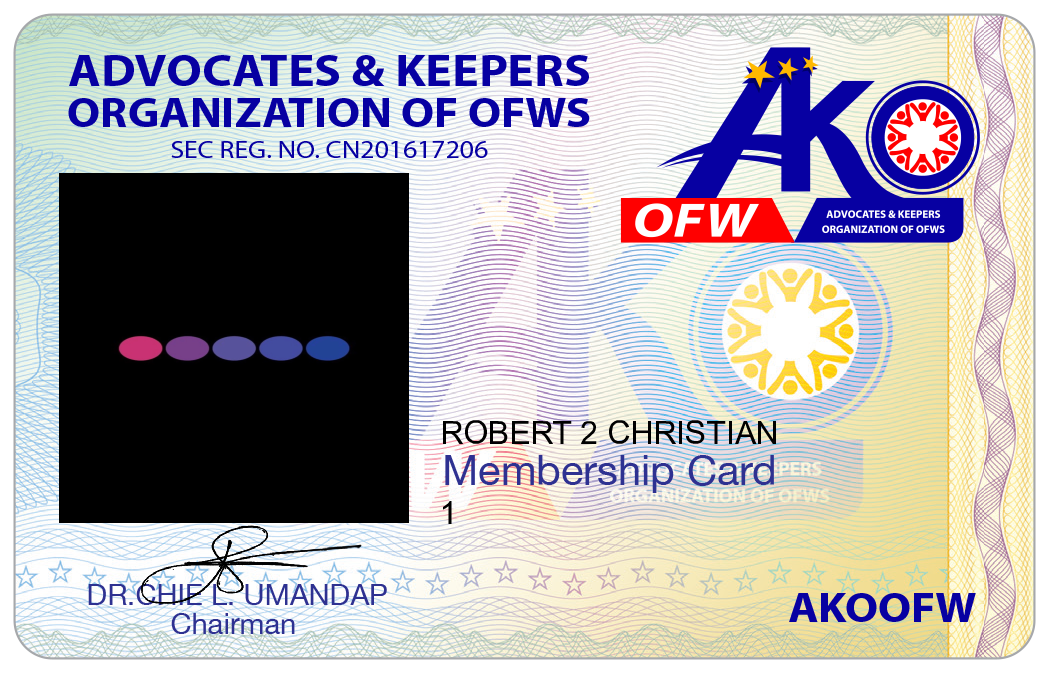 ADVOCATES & KEEPERS
ORGANIZATION OF OFWS
SEC REG. NO. CN201617206
AKO
OFW
ADVOCATES & KEEPERS
ORGANIZATION OF OFWS
ROBERT 2 CHRISTIAN
Membership Card
1
KEEPERS
ORGANIZATION OF OFWS
DR.CHIE L. UMANDAP
Chairman
AKOOFW